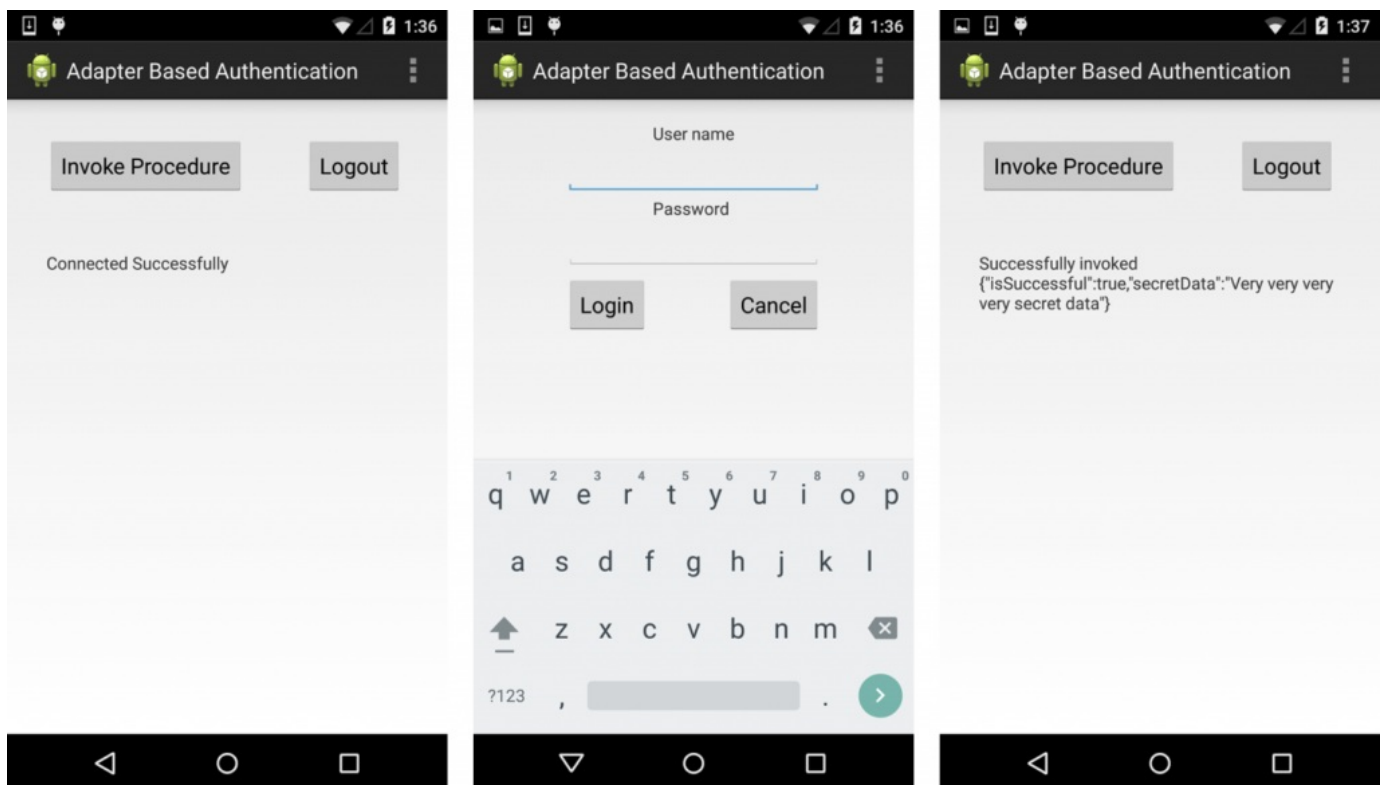 1:36
Adapter Based Authentication
Invoke Procedure
Logout
Connected Successfully
1:36
Adapter Based Authentication
User name
Password
Login
Cancel
1 2 3 4 5 6 7 8 9 0
q w e r t y u i o p
a s d f g h j k l
z x c v b n m
?123 , .
1:37
Adapter Based Authentication
Invoke Procedure
Logout
Successfully invoked
{"isSuccessful":true,"secretData":"Very very very
very secret data"}